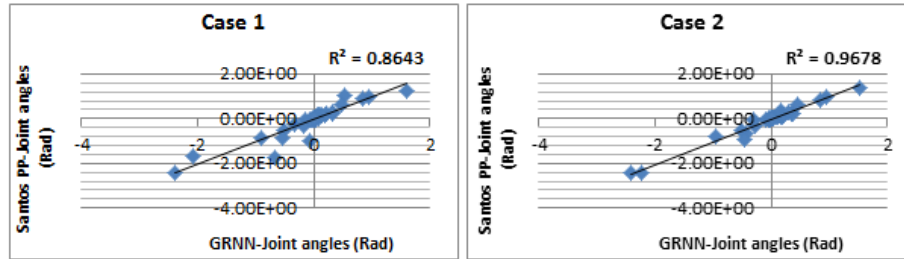 Case 1
R² = 0.8643
Santos PP-Joint angles
(Rad)
2.00E+00
0.00E+00
-2.00E+00
-4.00E+00
-4
-2
0
2
GRNN-Joint angles (Rad)
Case 2
R² = 0.9678
Santos PP-Joint angles
(Rad)
2.00E+00
0.00E+00
-2.00E+00
-4.00E+00
-4
-2
0
2
GRNN-Joint angles (Rad)